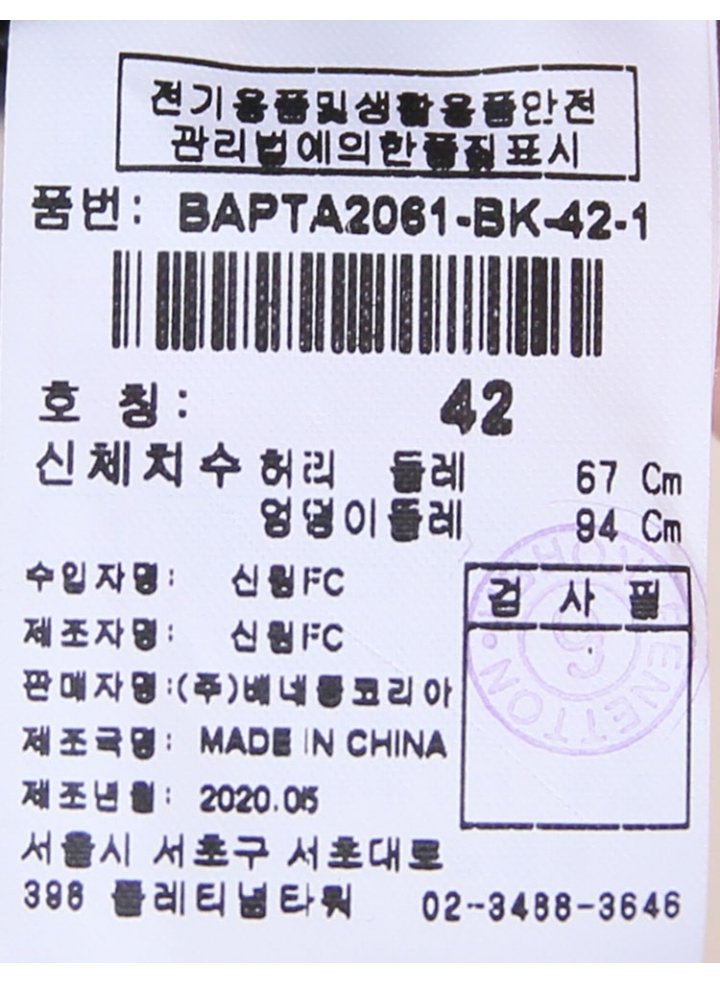 전기용품및생활용품안전
관리법에의한품질표시
품번: BAPTA2061-BK-42-1
호 칭: 42
신체치수 허리 둘레 67 Cm
엉덩이둘레 94 Cm
수입자명: 신원FC
제조자명: 신원FC
판매자명:(주)베네통코리아
제조국명: MADE IN CHINA
제조년월: 2020.05
검 사 필
9
BENETTON
서울시 서초구 서초대로
398 플래티넘타워 02-3488-3646